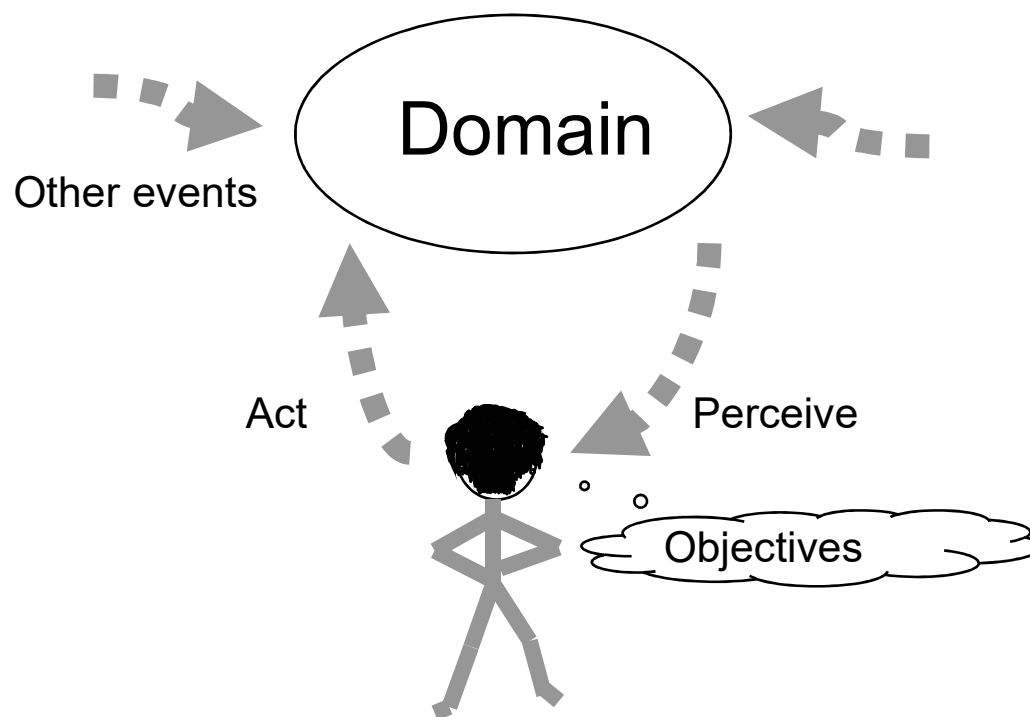 Domain
Other events
Act
Perceive
Objectives